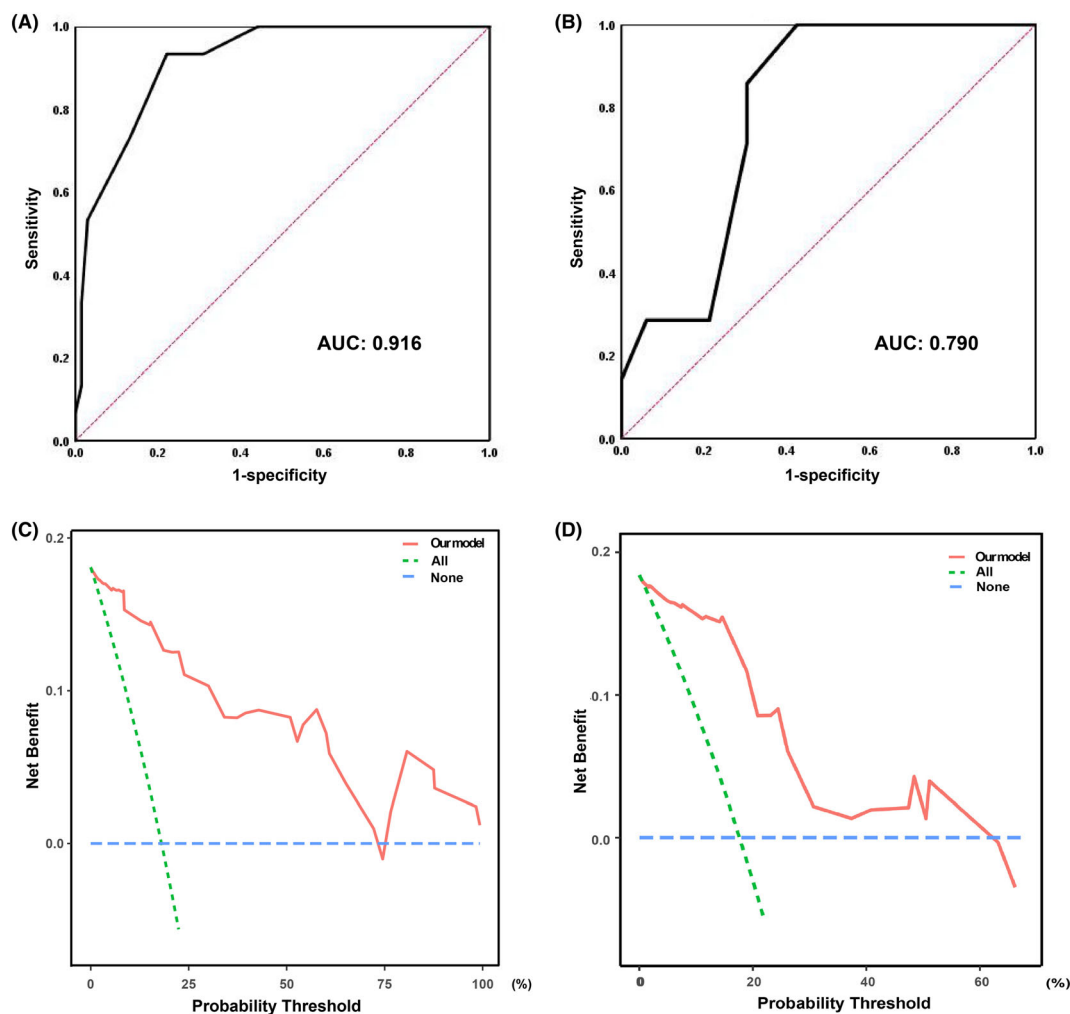 (A)
1.0
0.8
0.6
0.4
0.2
0.0
Sensitivity
AUC: 0.916
0.0 0.2 0.4 0.6 0.8 1.0
1-specificity
(B)
1.0
0.8
0.6
0.4
0.2
0.0
Sensitivity
AUC: 0.790
0.0 0.2 0.4 0.6 0.8 1.0
1-specificity
(C)
0.2
0.1
0.0
Net Benefit
Our model
All
None
0 25 50 75 100 (%)
Probability Threshold
(D)
0.2
0.1
0.0
Net Benefit
Our model
All
None
0 20 40 60 (%)
Probability Threshold